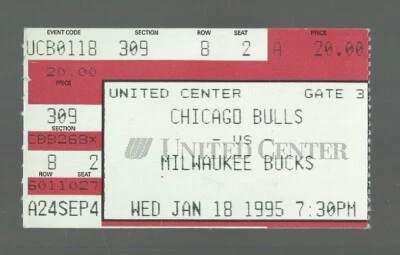 EVENT CODE SECTION ROW SEAT PRICE
UCB0118 309 8 2 A 20.00
20.00
UNITED CENTER GATE 3
SECTION
309
CHICAGO BULLS
CBB268X
VS
UNITED CENTER
8 2
MILWAUKEE BUCKS
ROW SEAT
6011027
A24SEP4
WED JAN 18 1995 7:30PM